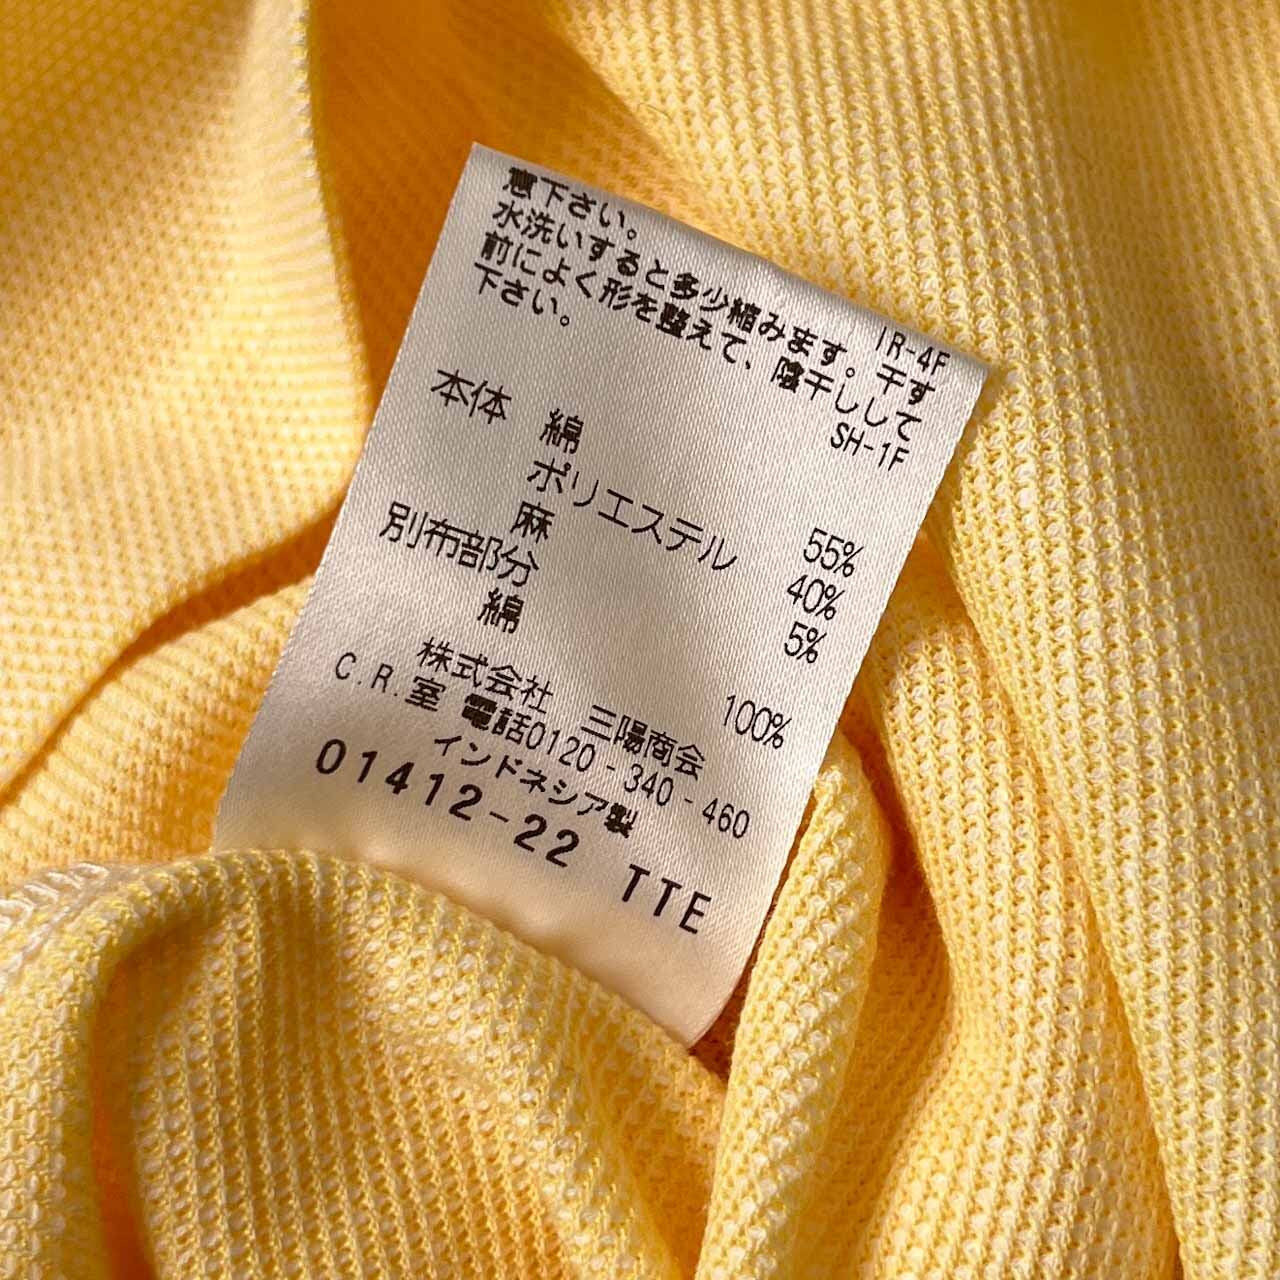 意下さい。
IR-4F
水洗いすると多少縮みます。干す
前によく形を整えて、陰干しして
下さい。
SH-1F
本体 綿 55%
ポリエステル 40%
麻 5%
別布部分
綿 100%
株式会社 三陽商会
C.R.室 電話0120-340-460
インドネシア製
01412-22 TTE